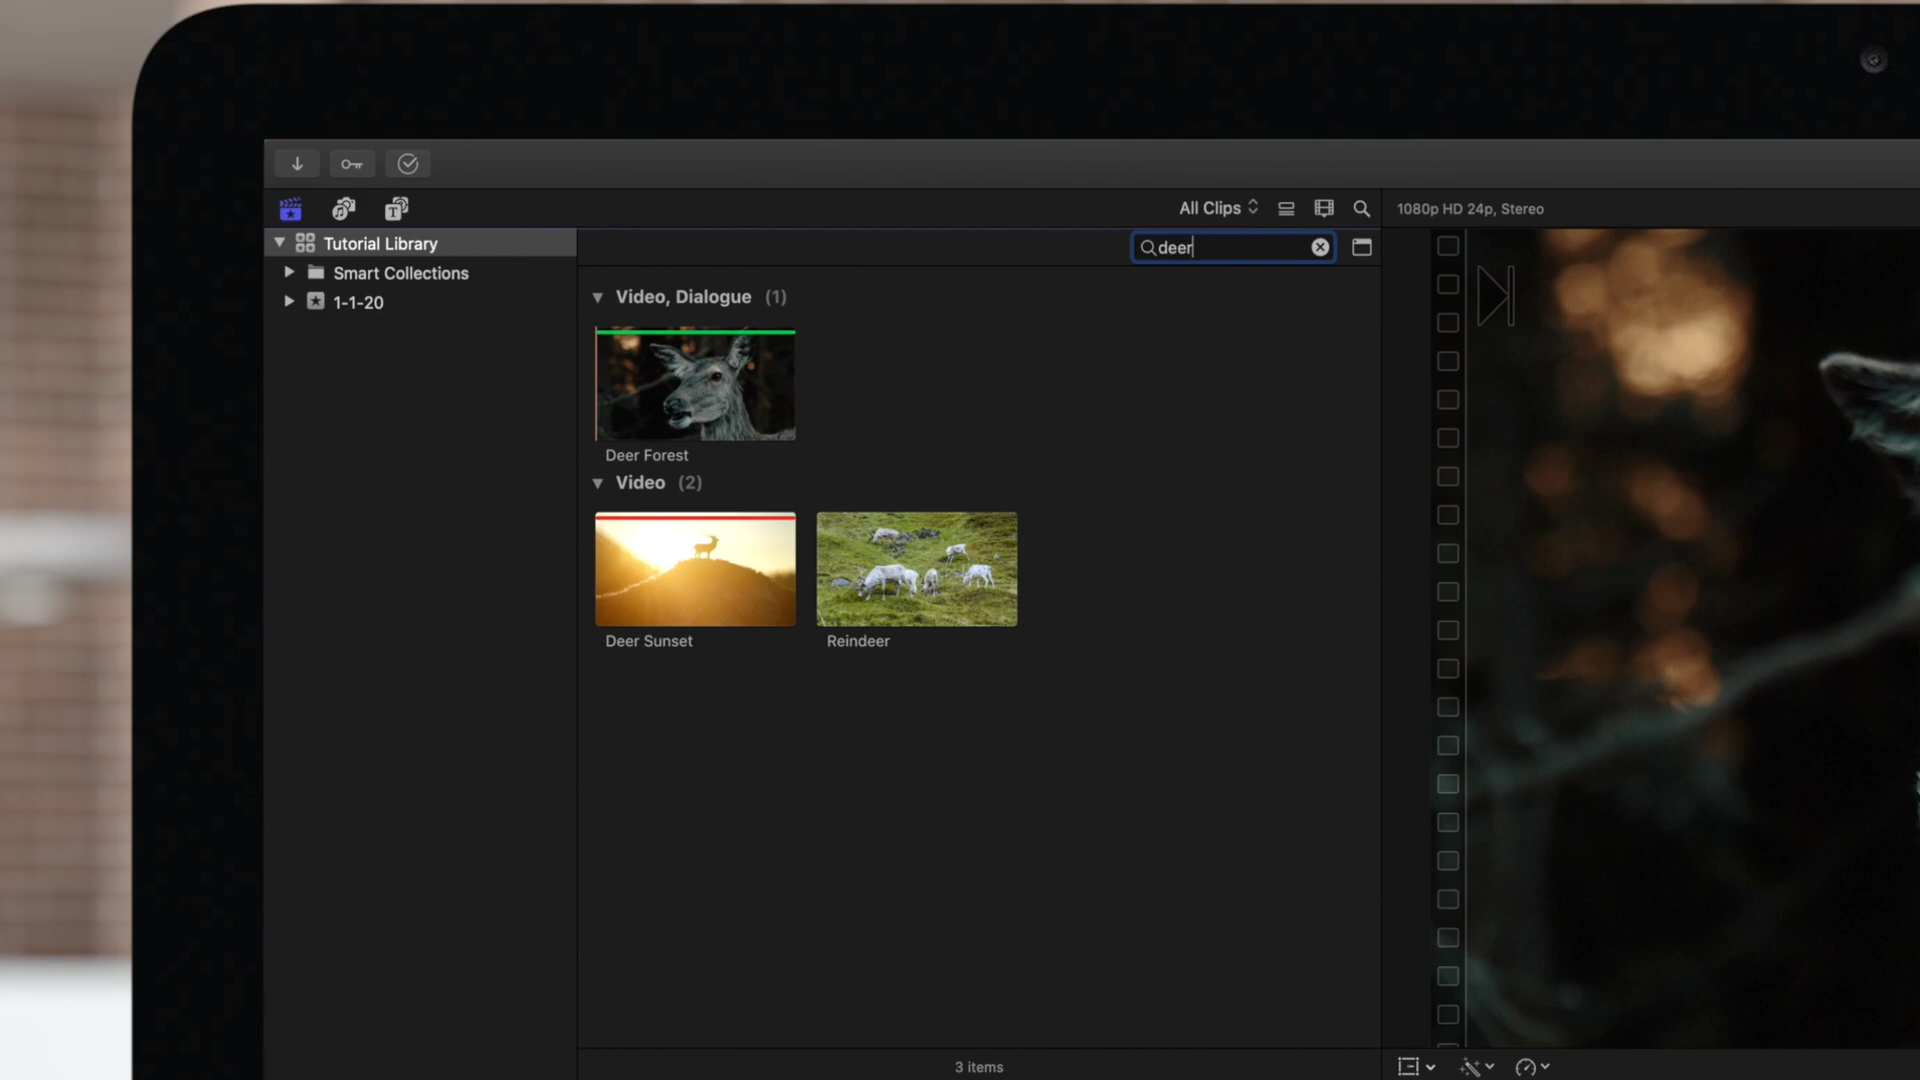 All Clips
1080p HD 24p, Stereo
Tutorial Library
deer
Smart Collections
1-1-20
Video, Dialogue (1)
Deer Forest
Video (2)
Deer Sunset
Reindeer
3 items